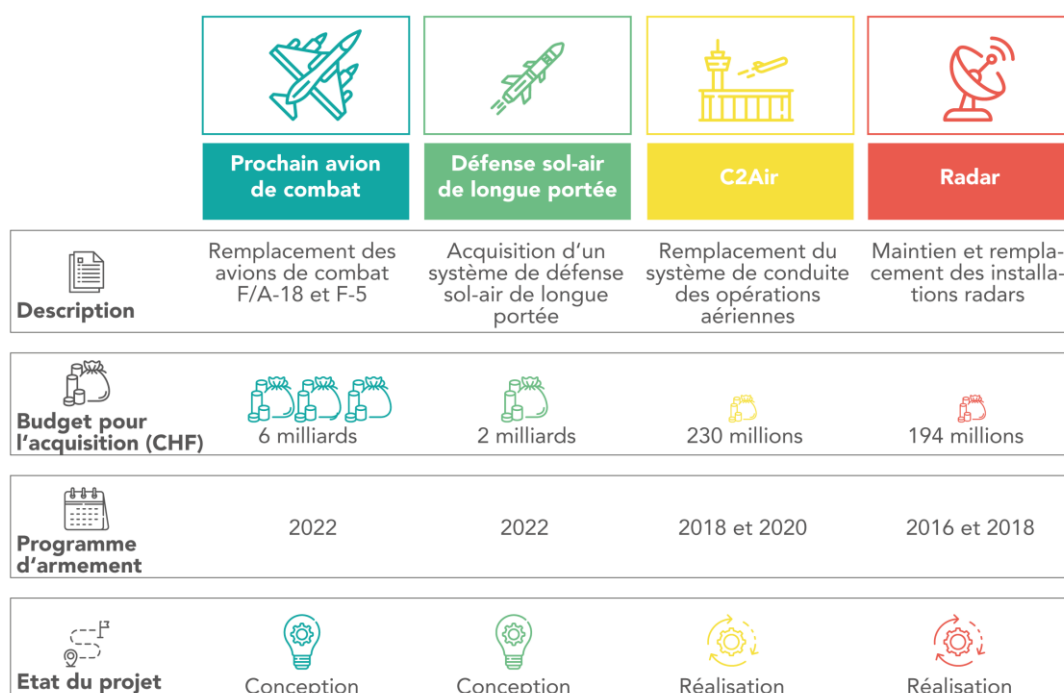 Prochain avion
de combat
Défense sol-air
de longue portée
C2Air
Radar
Description
Remplacement des
avions de combat
F/A-18 et F-5
Acquisition d'un
système de défense
sol-air de longue
portée
Remplacement du
système de conduite
des opérations
aériennes
Maintien et rempla-
cement des installa-
tions radars
Budget pour
l'acquisition (CHF)
6 milliards
2 milliards
230 millions
194 millions
Programme
d'armement
2022
2022
2018 et 2020
2016 et 2018
Etat du projet
Conception
Conception
Réalisation
Réalisation